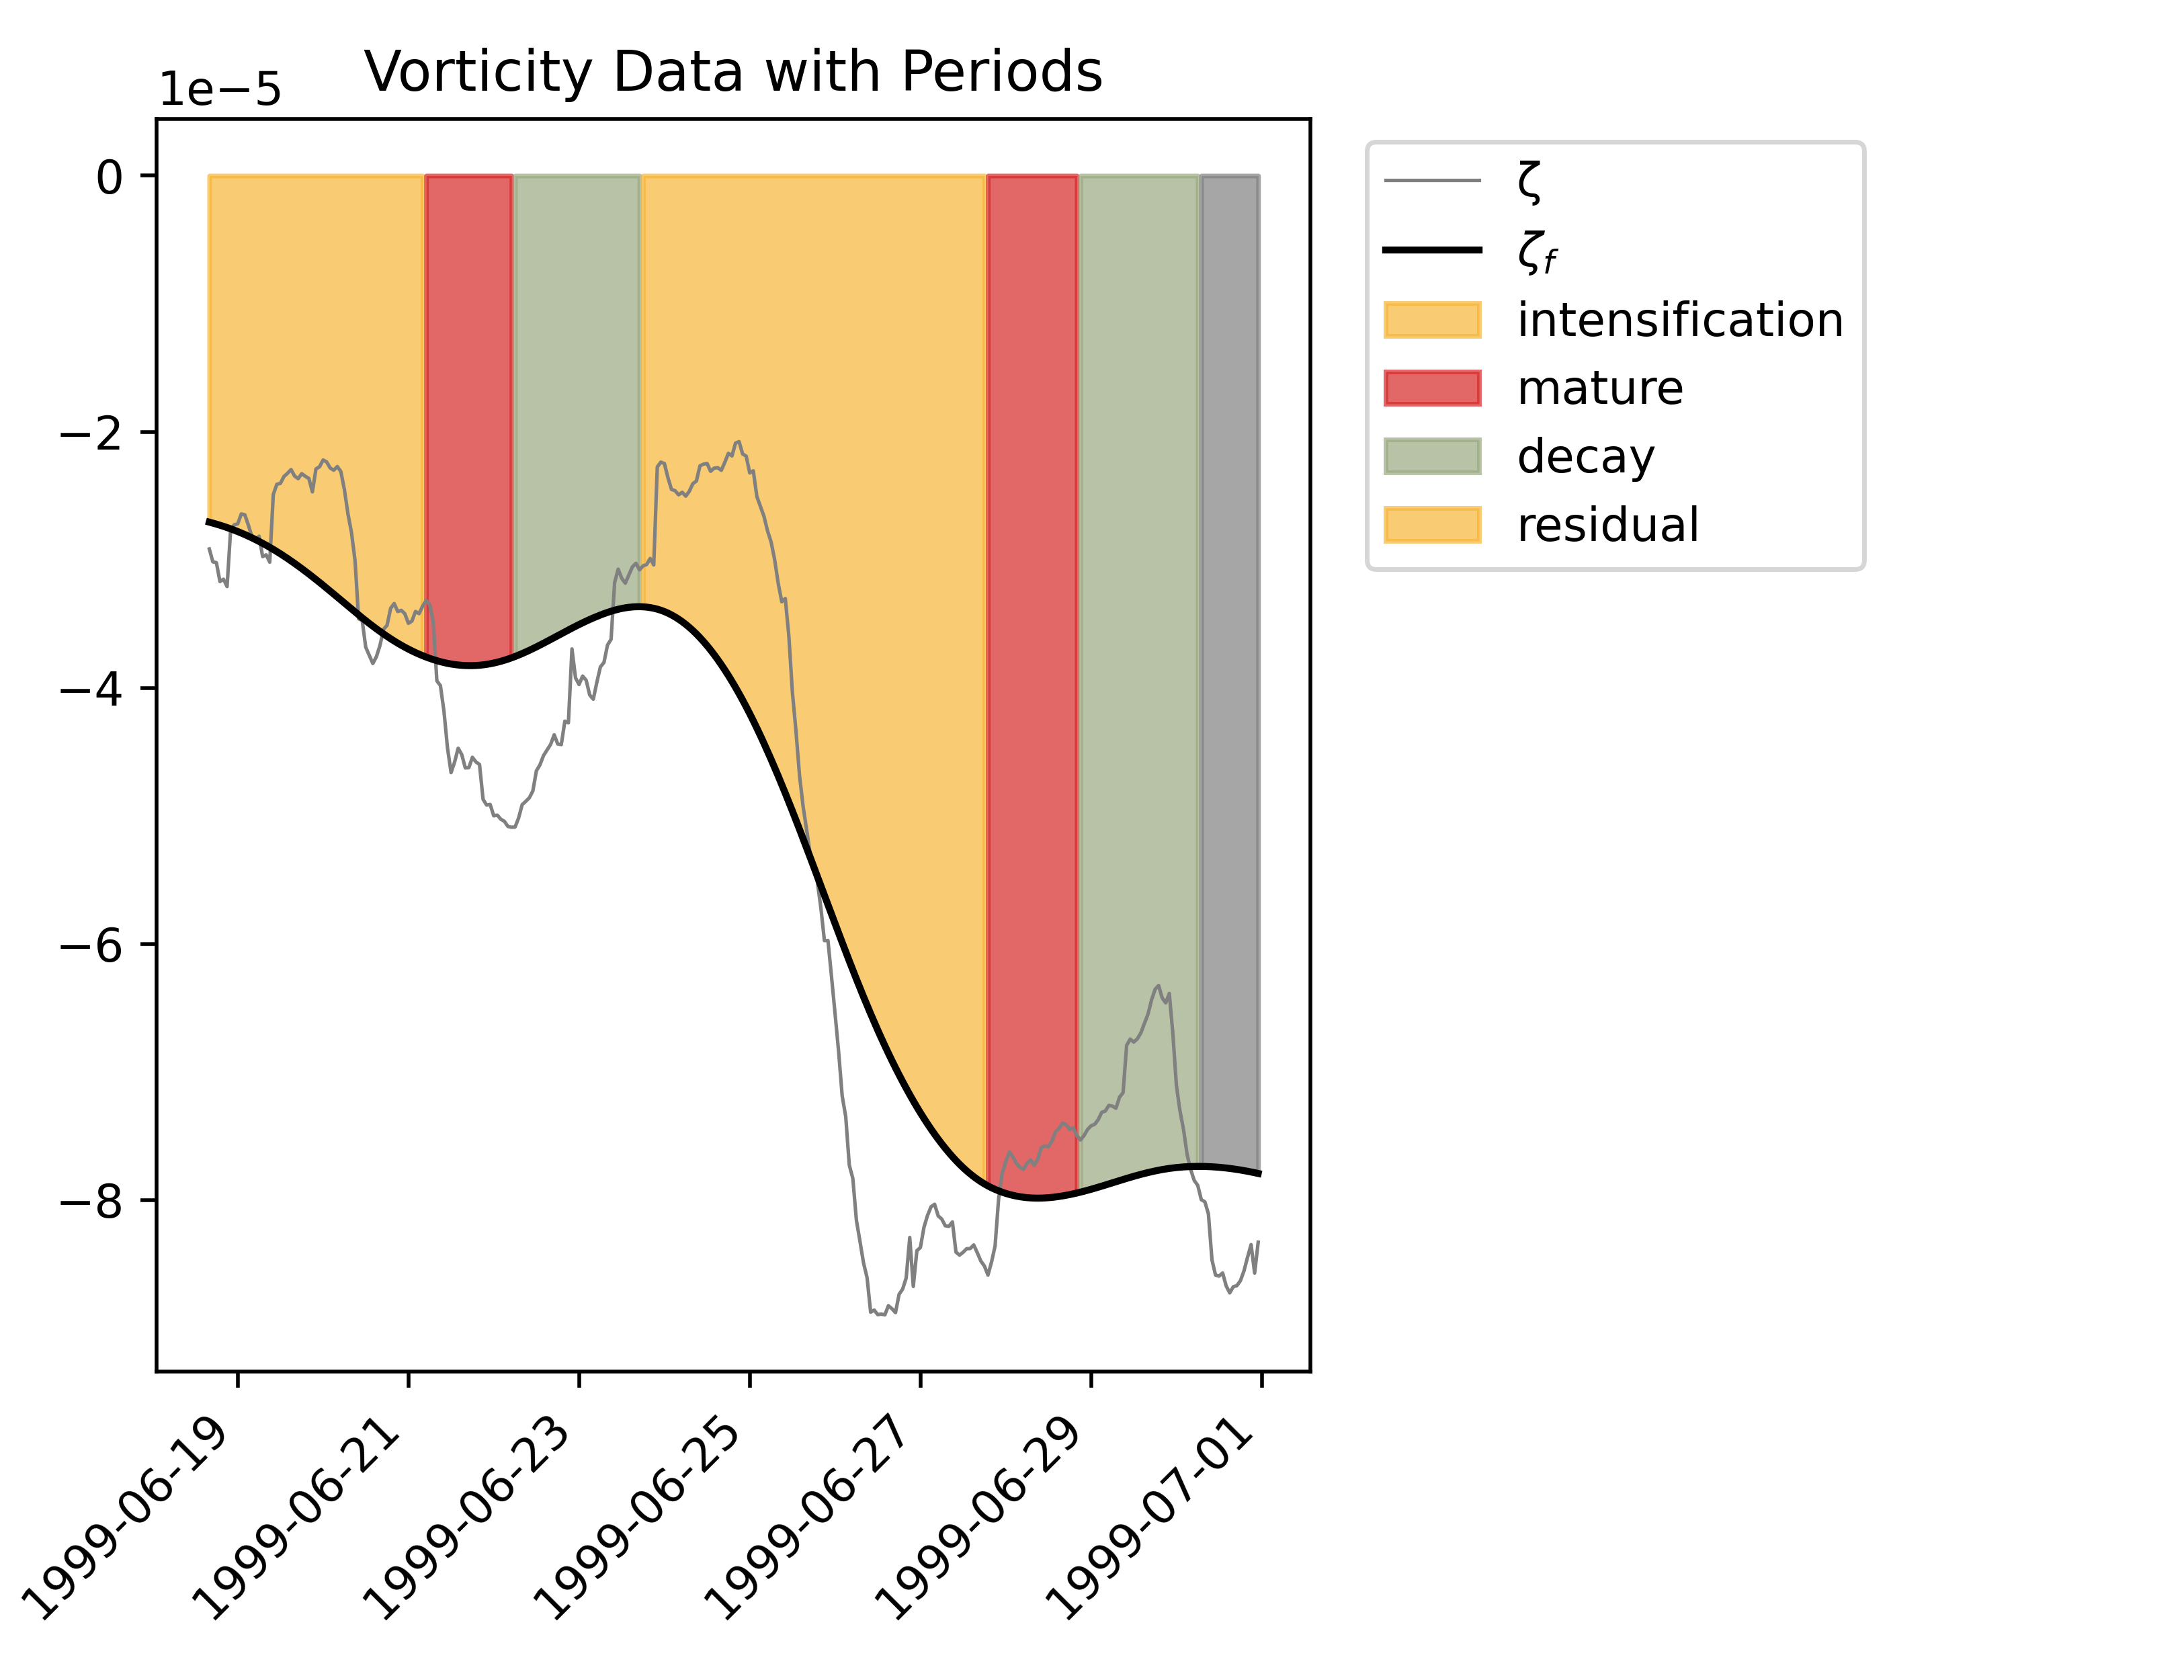 Vorticity Data with Periods
1e−5
0
−2
−4
−6
−8
1999-06-19
1999-06-21
1999-06-23
1999-06-25
1999-06-27
1999-06-29
1999-07-01
ζ
ζf
intensification
mature
decay
residual